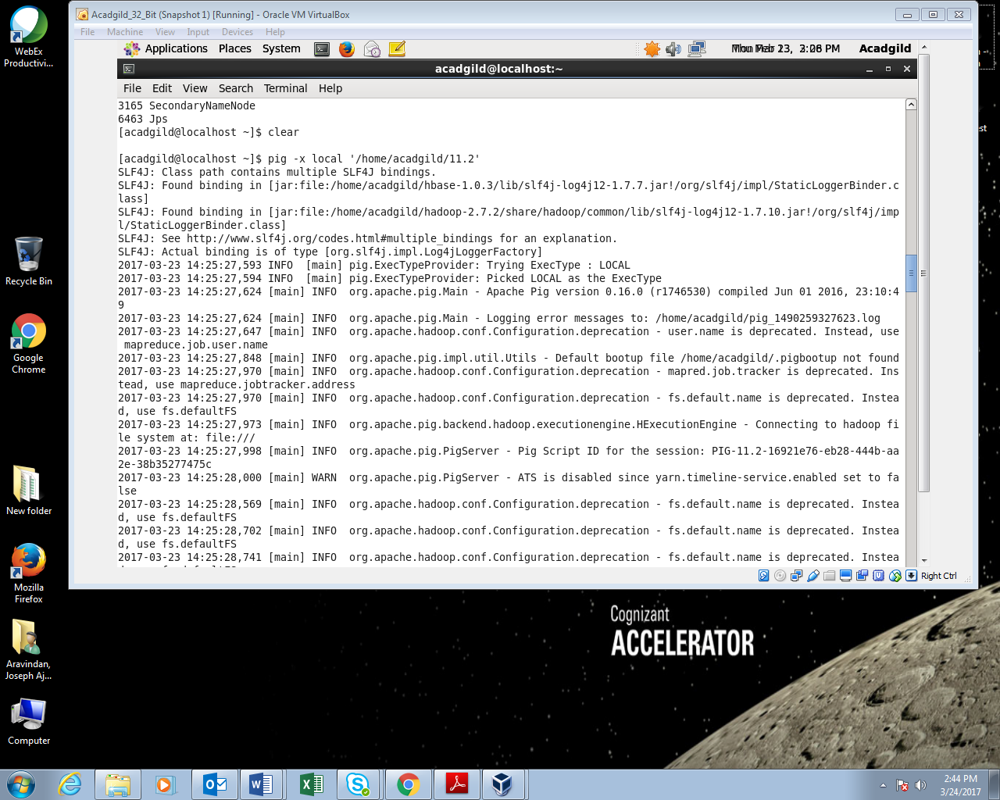 Acadgild_32_Bit (Snapshot 1) [Running] - Oracle VM VirtualBox
File Machine View Input Devices Help
Applications Places System
3:26 PM Acadgild
acadgild@localhost:~
File Edit View Search Terminal Help
3165 SecondaryNameNode
6463 Jps
[acadgild@localhost ~]$ clear
[acadgild@localhost ~]$ pig -x local '/home/acadgild/11.2'
SLF4J: Class path contains multiple SLF4J bindings.
SLF4J: Found binding in [jar:file:/home/acadgild/hbase-1.0.3/lib/slf4j-log4j12-1.7.7.jar!/org/slf4j/impl/StaticLoggerBinder.c
lass]
SLF4J: Found binding in [jar:file:/home/acadgild/hadoop-2.7.2/share/hadoop/common/lib/slf4j-log4j12-1.7.10.jar!/org/slf4j/imp
l/StaticLoggerBinder.class]
SLF4J: See http://www.slf4j.org/codes.html#multiple_bindings for an explanation.
SLF4J: Actual binding is of type [org.slf4j.impl.Log4jLoggerFactory]
2017-03-23 14:25:27,593 INFO  [main] pig.ExecTypeProvider: Trying ExecType : LOCAL
2017-03-23 14:25:27,594 INFO  [main] pig.ExecTypeProvider: Picked LOCAL as the ExecType
2017-03-23 14:25:27,624 [main] INFO  org.apache.pig.Main - Apache Pig version 0.16.0 (r1746530) compiled Jun 01 2016, 23:10:4
9
2017-03-23 14:25:27,624 [main] INFO  org.apache.pig.Main - Logging error messages to: /home/acadgild/pig_1490259327623.log
2017-03-23 14:25:27,647 [main] INFO  org.apache.hadoop.conf.Configuration.deprecation - user.name is deprecated. Instead, use
mapreduce.job.user.name
2017-03-23 14:25:27,848 [main] INFO  org.apache.pig.impl.util.Utils - Default bootup file /home/acadgild/.pigbootup not found
2017-03-23 14:25:27,970 [main] INFO  org.apache.hadoop.conf.Configuration.deprecation - mapred.job.tracker is deprecated. Ins
tead, use mapreduce.jobtracker.address
2017-03-23 14:25:27,970 [main] INFO  org.apache.hadoop.conf.Configuration.deprecation - fs.default.name is deprecated. Instea
d, use fs.defaultFS
2017-03-23 14:25:27,973 [main] INFO  org.apache.pig.backend.hadoop.executionengine.HExecutionEngine - Connecting to hadoop fi
le system at: file:///
2017-03-23 14:25:27,998 [main] INFO  org.apache.pig.PigServer - Pig Script ID for the session: PIG-11.2-16921e76-eb28-444b-aa
2e-38b35277475c
2017-03-23 14:25:28,000 [main] WARN  org.apache.pig.PigServer - ATS is disabled since yarn.timeline-service.enabled set to fa
lse
2017-03-23 14:25:28,569 [main] INFO  org.apache.hadoop.conf.Configuration.deprecation - fs.default.name is deprecated. Instea
d, use fs.defaultFS
2017-03-23 14:25:28,702 [main] INFO  org.apache.hadoop.conf.Configuration.deprecation - fs.default.name is deprecated. Instea
d, use fs.defaultFS
2017-03-23 14:25:28,741 [main] INFO  org.apache.hadoop.conf.Configuration.deprecation - fs.default.name is deprecated. Instea
Right Ctrl
WebEx
Productivi...
Recycle Bin
Google
Chrome
New folder
Mozilla
Firefox
Aravindan,
Joseph Aj...
Computer
Cognizant
ACCELERATOR
2:44 PM
3/24/2017